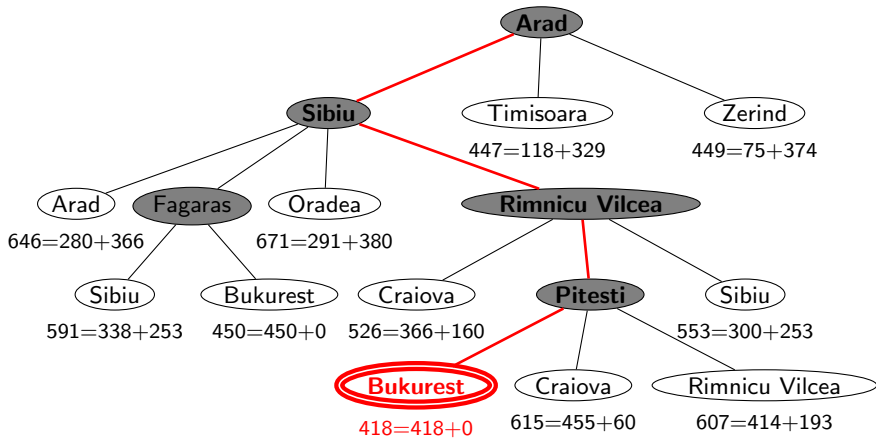 Arad
Sibiu Timisoara Zerind
447=118+329 449=75+374
Arad Fagaras Oradea Rimnicu Vilcea
646=280+366 671=291+380
Sibiu Bukurest Craiova Pitesti Sibiu
591=338+253 450=450+0 526=366+160 553=300+253
Bukurest Craiova Rimnicu Vilcea
418=418+0 615=455+60 607=414+193